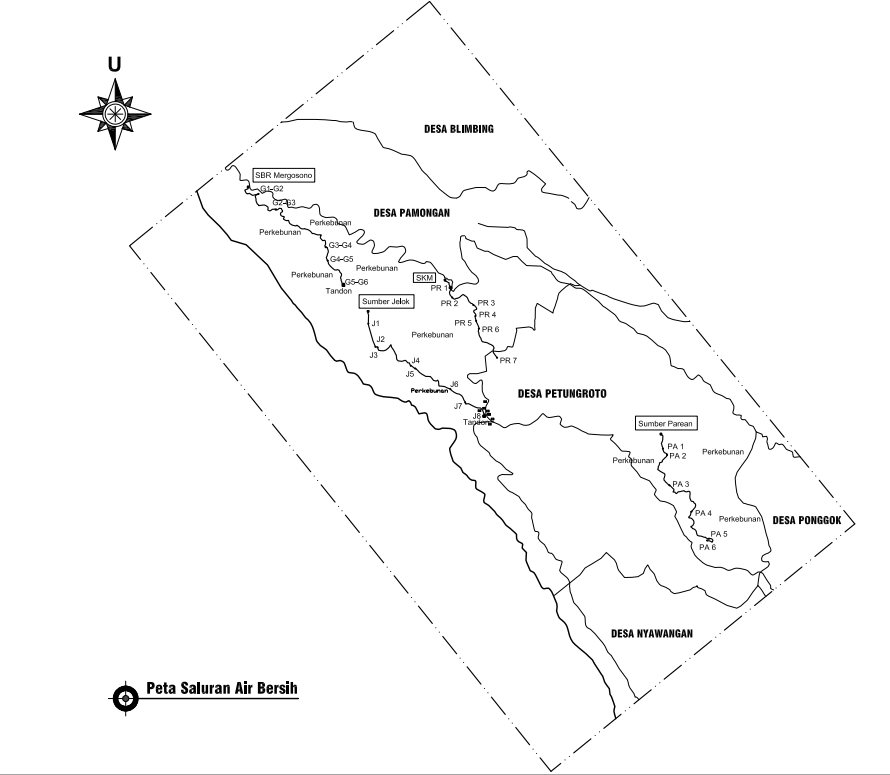 U
DESA BLIMBING
SBR Mergosono
G1-G2
G2-G3
DESA PAMONGAN
Perkebunan
Perkebunan
G3-G4
G4-G5
Perkebunan
Perkebunan
G5-G6
Tandon
SKM
PR 1
PR 2
PR 3
PR 4
PR 5
PR 6
PR 7
Sumber Jelok
J1
J2
J3
Perkebunan
J4
J5
J6
Perkebunan
J7
J8
Tandon
DESA PETUNGROTO
Sumber Parean
PA 1
PA 2
Perkebunan
Perkebunan
PA 3
PA 4
Perkebunan
DESA PONGGOK
PA 5
PA 6
DESA NYAWANGAN
Peta Saluran Air Bersih